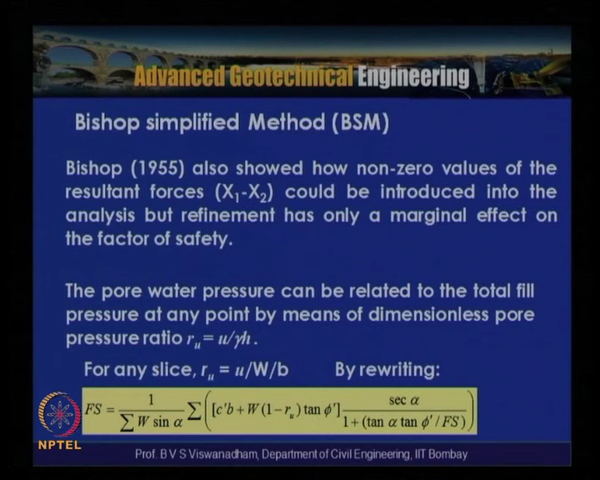 Advanced Geotechnical Engineering
Bishop simplified Method (BSM)
Bishop (1955) also showed how non-zero values of the
resultant forces (X₁-X₂) could be introduced into the
analysis but refinement has only a marginal effect on
the factor of safety.
The pore water pressure can be related to the total fill
pressure at any point by means of dimensionless pore
pressure ratio rᵤ= u/γh.
For any slice, rᵤ = u/W/b By rewriting:
FS = 1/(∑W sin α) ∑([c'b + W(1 − rᵤ) tan ϕ'] sec α/(1 + (tan α tan ϕ' / FS)))
NPTEL
Prof. B V S Viswanadham, Department of Civil Engineering, IIT Bombay